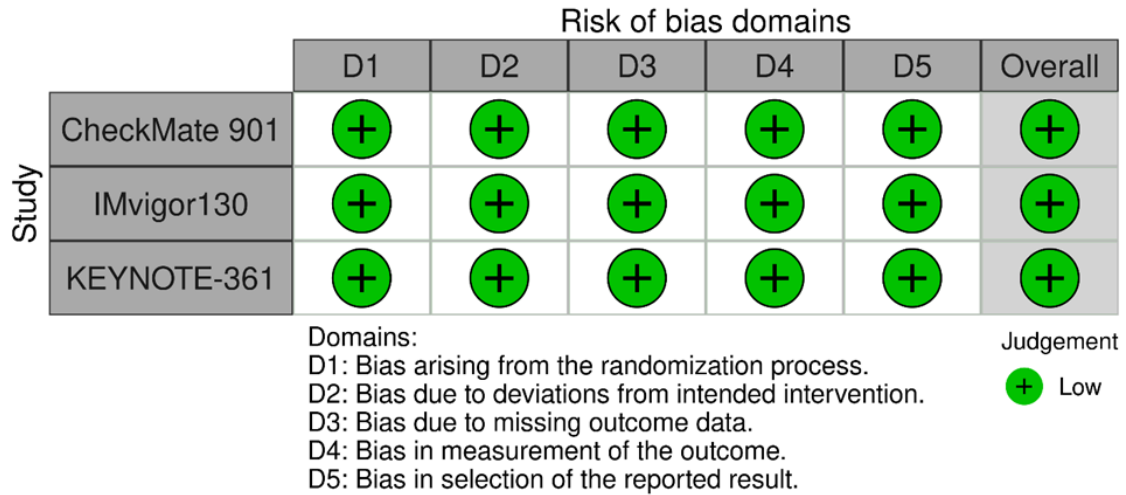 Risk of bias domains
D1 D2 D3 D4 D5 Overall
Study
CheckMate 901 + + + + + +
IMvigor130 + + + + + +
KEYNOTE-361 + + + + + +
Domains:
D1: Bias arising from the randomization process.
D2: Bias due to deviations from intended intervention.
D3: Bias due to missing outcome data.
D4: Bias in measurement of the outcome.
D5: Bias in selection of the reported result.
Judgement
+ Low